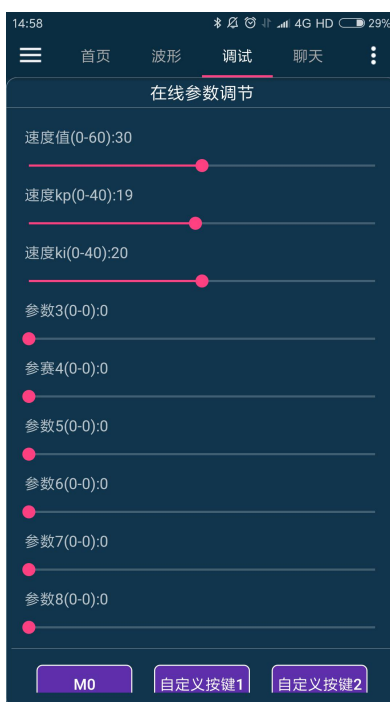 14:58 4G HD 29%
首页 波形 调试 聊天
在线参数调节
速度值(0-60):30
速度kp(0-40):19
速度ki(0-40):20
参数3(0-0):0
参赛4(0-0):0
参数5(0-0):0
参数6(0-0):0
参数7(0-0):0
参数8(0-0):0
M0 自定义按键1 自定义按键2